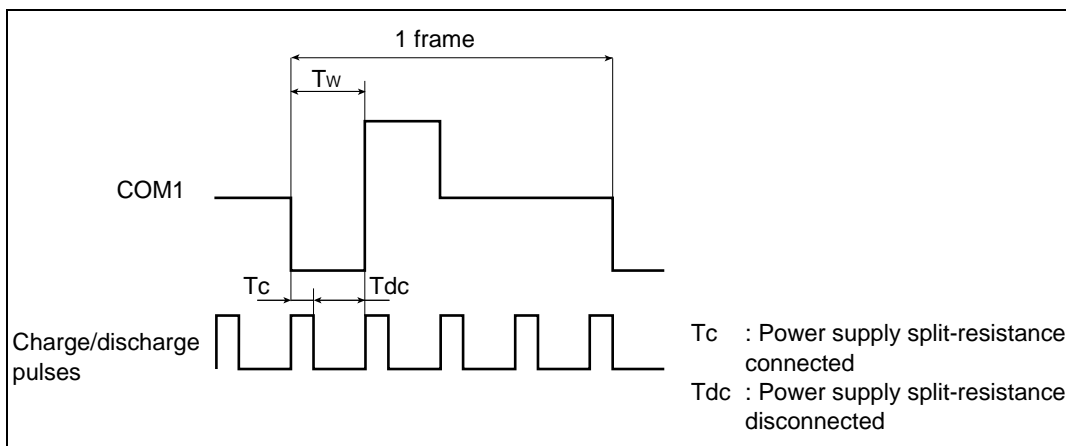 1 frame
Tw
COM1
Tc
Tdc
Charge/discharge
pulses
Tc : Power supply split-resistance
connected
Tdc : Power supply split-resistance
disconnected